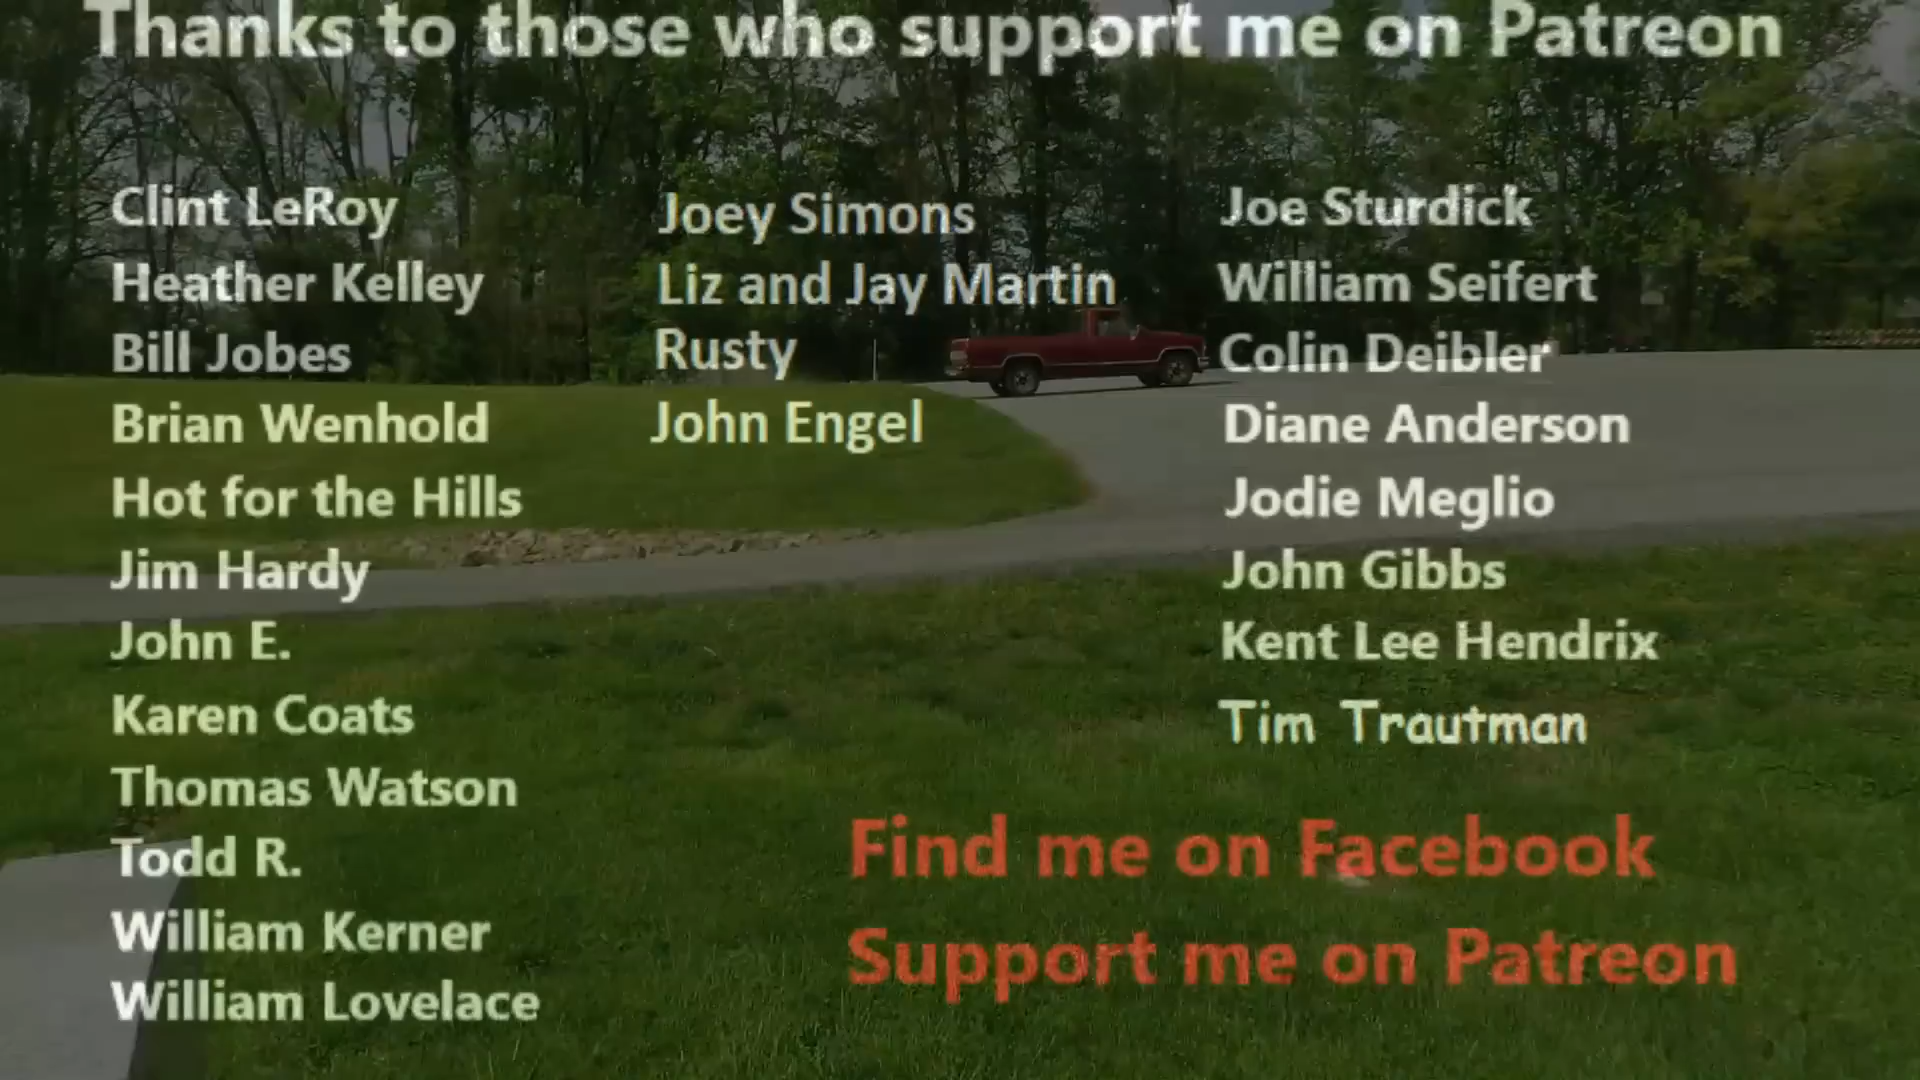 Thanks to those who support me on Patreon
Clint LeRoy
Heather Kelley
Bill Jobes
Brian Wenhold
Hot for the Hills
Jim Hardy
John E.
Karen Coats
Thomas Watson
Todd R.
William Kerner
William Lovelace
Joey Simons
Liz and Jay Martin
Rusty
John Engel
Joe Sturdick
William Seifert
Colin Deibler
Diane Anderson
Jodie Meglio
John Gibbs
Kent Lee Hendrix
Tim Trautman
Find me on Facebook
Support me on Patreon